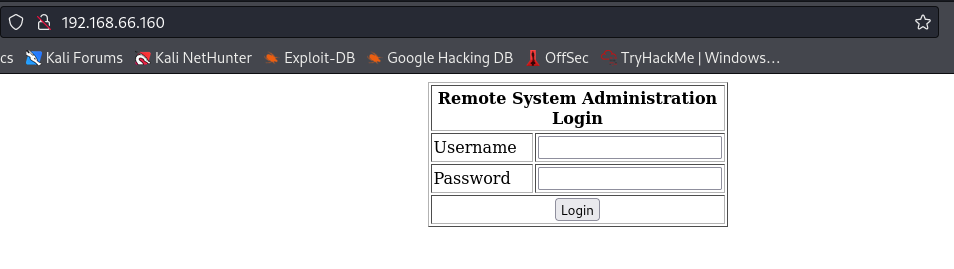 192.168.66.160
cs Kali Forums Kali NetHunter Exploit-DB Google Hacking DB OffSec TryHackMe | Windows…
Remote System Administration
Login
Username
Password
Login